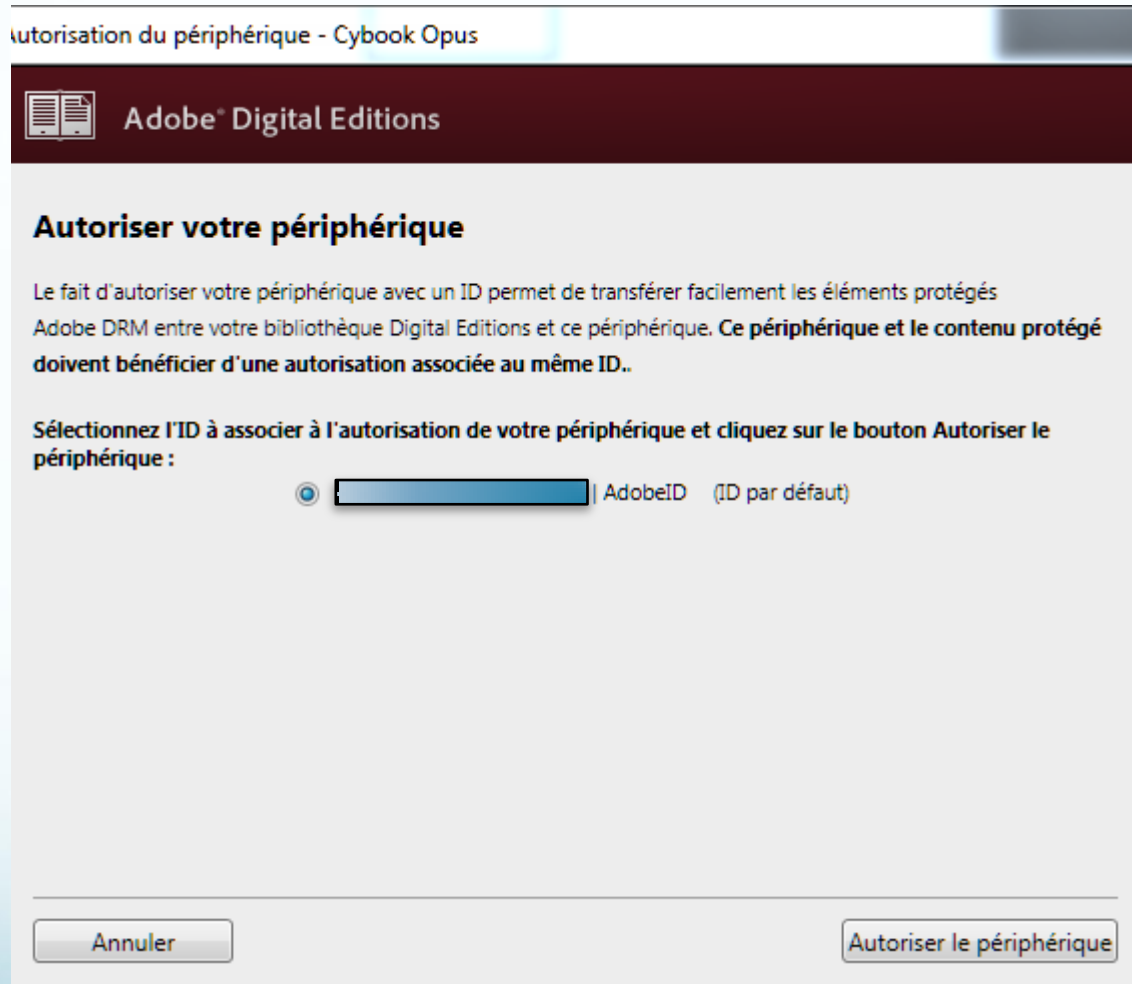 utorisation du périphérique - Cybook Opus
Adobe® Digital Editions
Autoriser votre périphérique
Le fait d'autoriser votre périphérique avec un ID permet de transférer facilement les éléments protégés
Adobe DRM entre votre bibliothèque Digital Editions et ce périphérique. Ce périphérique et le contenu protégé
doivent bénéficier d'une autorisation associée au même ID..
Sélectionnez l'ID à associer à l'autorisation de votre périphérique et cliquez sur le bouton Autoriser le
périphérique :
| AdobeID (ID par défaut)
Annuler
Autoriser le périphérique